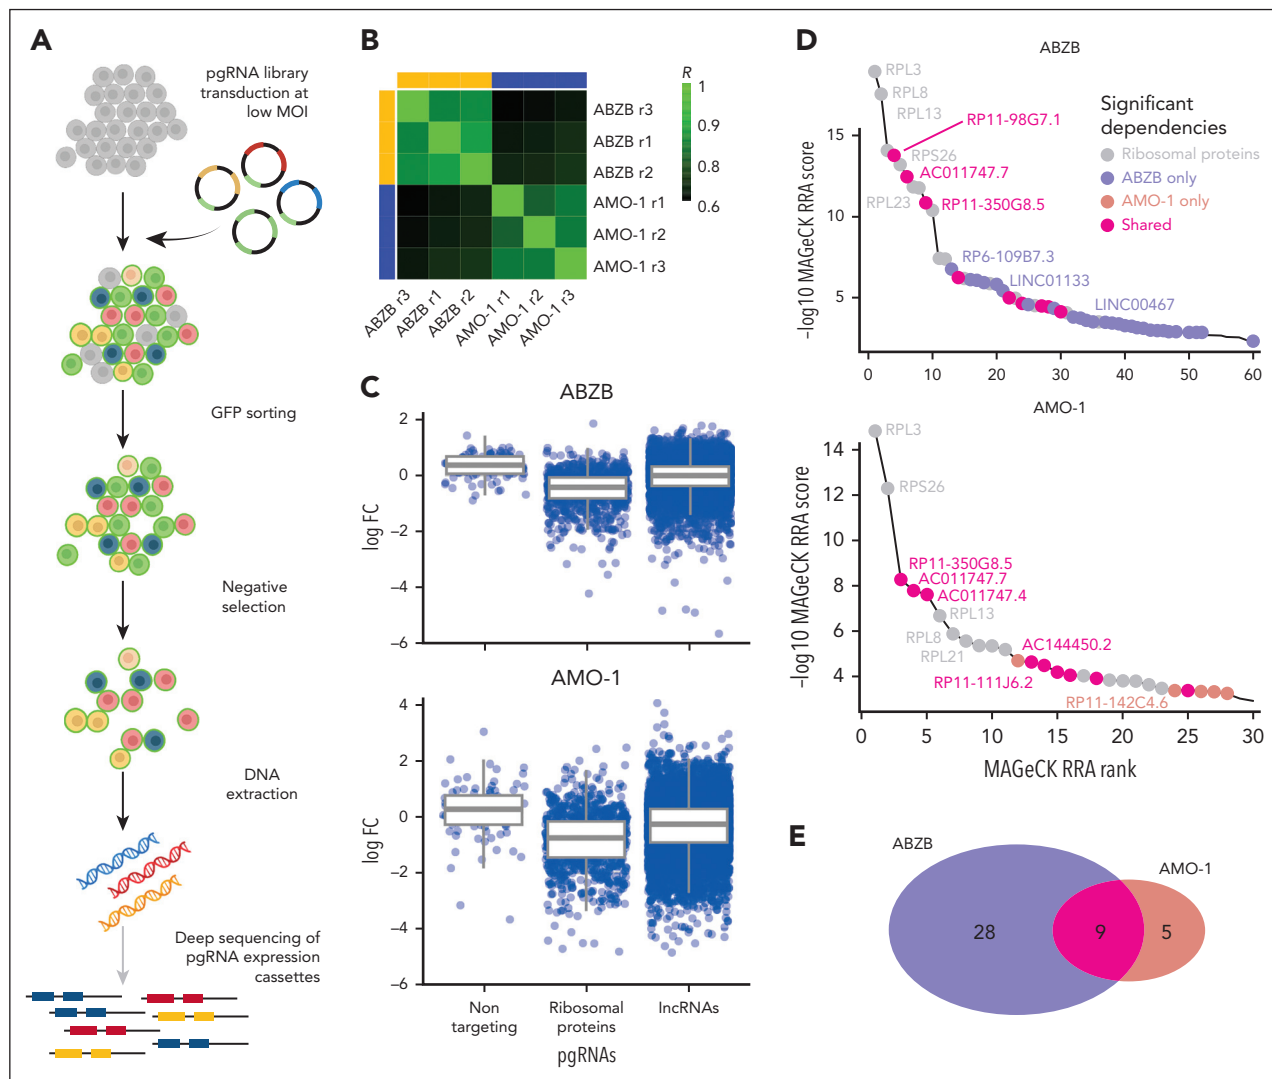 A
pgRNA library
transduction at
low MOI
GFP sorting
Negative
selection
DNA
extraction
Deep sequencing of
pgRNA expression
cassettes
B
R
1
0.9
0.8
0.6
ABZB r3
ABZB r1
ABZB r2
AMO-1 r1
AMO-1 r2
AMO-1 r3
ABZB r3
ABZB r1
ABZB r2
AMO-1 r1
AMO-1 r2
AMO-1 r3
C
ABZB
log FC
2
0
−2
−4
−6
AMO-1
log FC
4
2
0
−2
−4
−6
Non
targeting
Ribosomal
proteins
lncRNAs
pgRNAs
D
ABZB
−log10 MAGeCK RRA score
15
10
5
RPL3
RPL8
RPL13
RP11-98G7.1
RPS26
AC011747.7
RPL23
RP11-350G8.5
RP6-109B7.3
LINC01133
LINC00467
Significant
dependencies
Ribosomal proteins
ABZB only
AMO-1 only
Shared
0
10
20
30
40
50
60
AMO-1
−log10 MAGeCK RRA score
14
12
10
8
6
4
RPL3
RPS26
RP11-350G8.5
AC011747.7
AC011747.4
RPL13
RPL8
RPL21
AC144450.2
RP11-111J6.2
RP11-142C4.6
0
5
10
15
20
25
30
MAGeCK RRA rank
E
ABZB
AMO-1
28
9
5